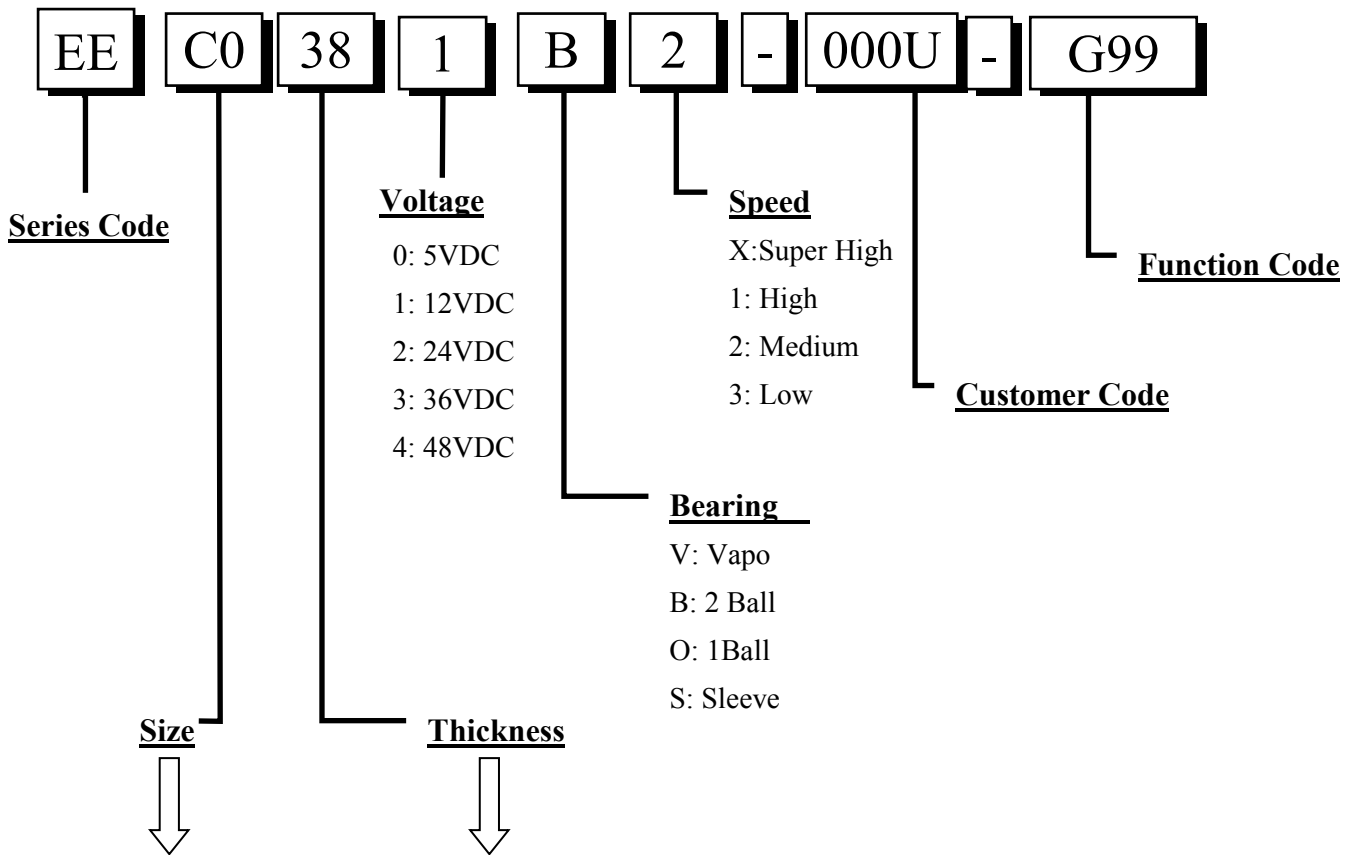 EE C0 38 1 B 2 - 000U - G99
Series Code
Voltage
0: 5VDC
1: 12VDC
2: 24VDC
3: 36VDC
4: 48VDC
Speed
X:Super High
1: High
2: Medium
3: Low
Function Code
Customer Code
Bearing
V: Vapo
B: 2 Ball
O: 1Ball
S: Sleeve
Size
Thickness